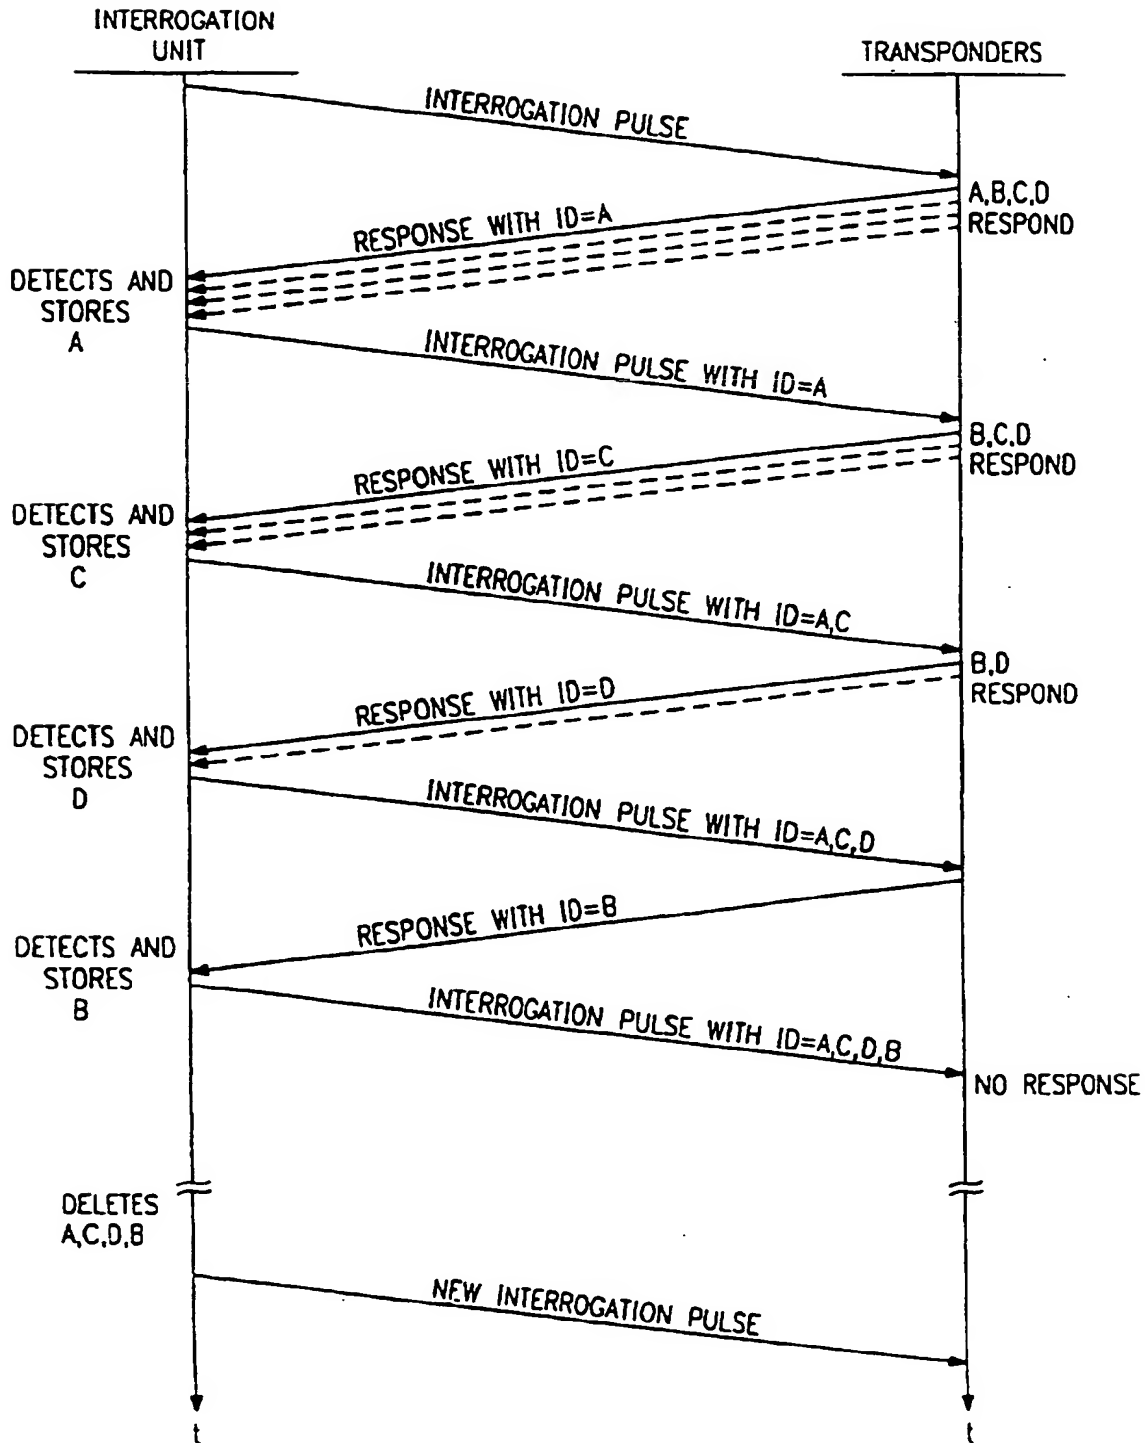 INTERROGATION
UNIT
TRANSPONDERS
INTERROGATION PULSE
A,B,C,D
RESPOND
RESPONSE WITH ID=A
DETECTS AND
STORES
A
INTERROGATION PULSE WITH ID=A
B,C,D
RESPOND
RESPONSE WITH ID=C
DETECTS AND
STORES
C
INTERROGATION PULSE WITH ID=A,C
B,D
RESPOND
RESPONSE WITH ID=D
DETECTS AND
STORES
D
INTERROGATION PULSE WITH ID=A,C,D
RESPONSE WITH ID=B
DETECTS AND
STORES
B
INTERROGATION PULSE WITH ID=A,C,D,B
NO RESPONSE
DELETES
A,C,D,B
NEW INTERROGATION PULSE
t
t